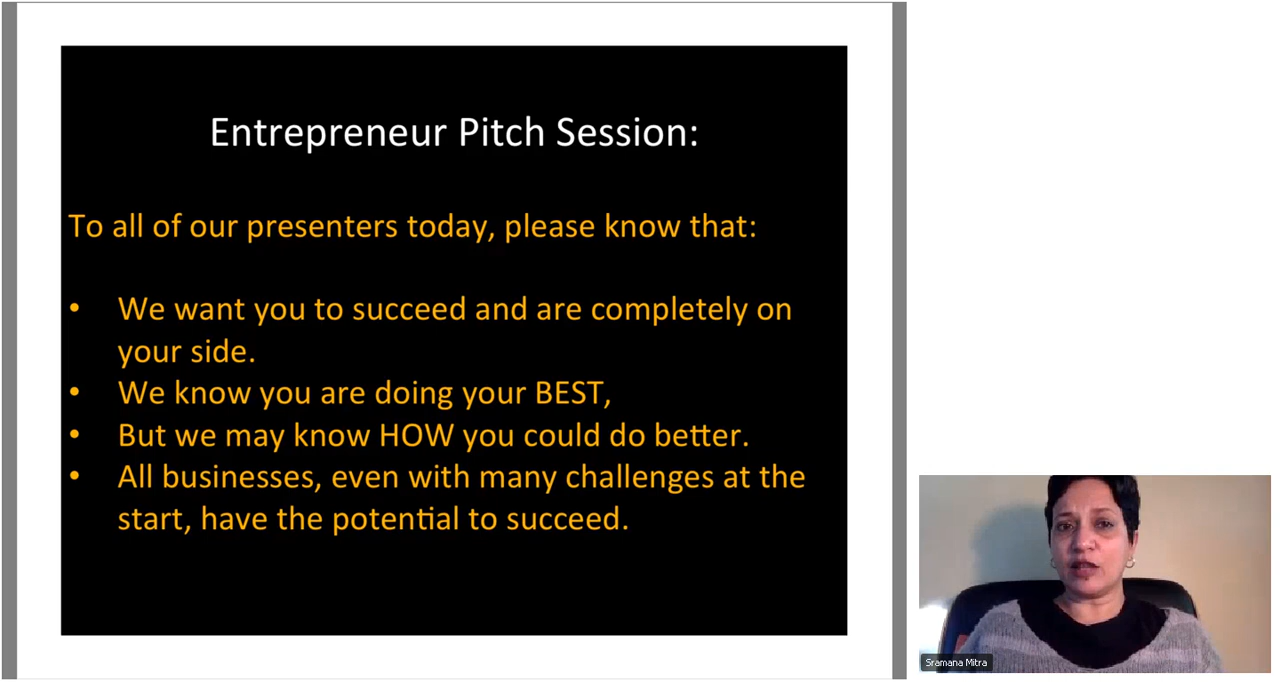 Entrepreneur Pitch Session:
To all of our presenters today, please know that:
• We want you to succeed and are completely on
your side.
• We know you are doing your BEST,
• But we may know HOW you could do better.
• All businesses, even with many challenges at the
start, have the potential to succeed.
Sramana Mitra